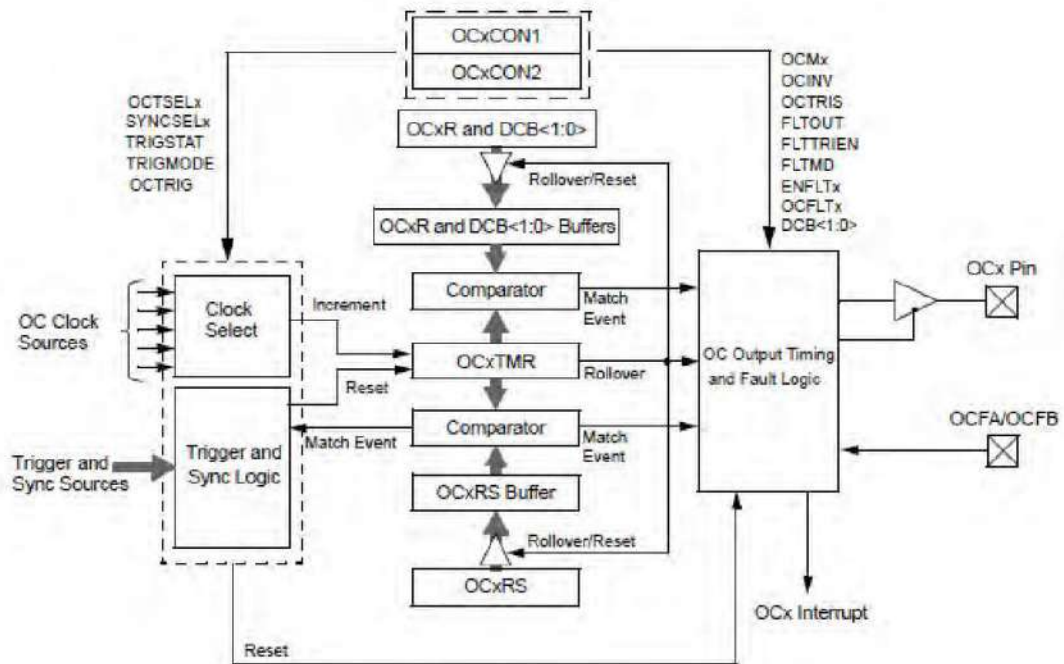 OCxCON1
OCxCON2
OCTSELx
SYNCSELx
TRIGSTAT
TRIGMODE
OCTRIG
OCMx
OCINV
OCTRIS
FLTOUT
FLTTRIEN
FLTMD
ENFLTx
OCFLTx
DCB<1:0>
OCxR and DCB<1:0>
Rollover/Reset
OCxR and DCB<1:0> Buffers
OC Clock
Sources
Clock
Select
Increment
Comparator
Match
Event
OCx Pin
OCxTMR
Rollover
Reset
OC Output Timing
and Fault Logic
Trigger and
Sync Sources
Trigger and
Sync Logic
Match Event
Comparator
Match
Event
OCFA/OCFB
OCxRS Buffer
Rollover/Reset
OCxRS
OCx Interrupt
Reset